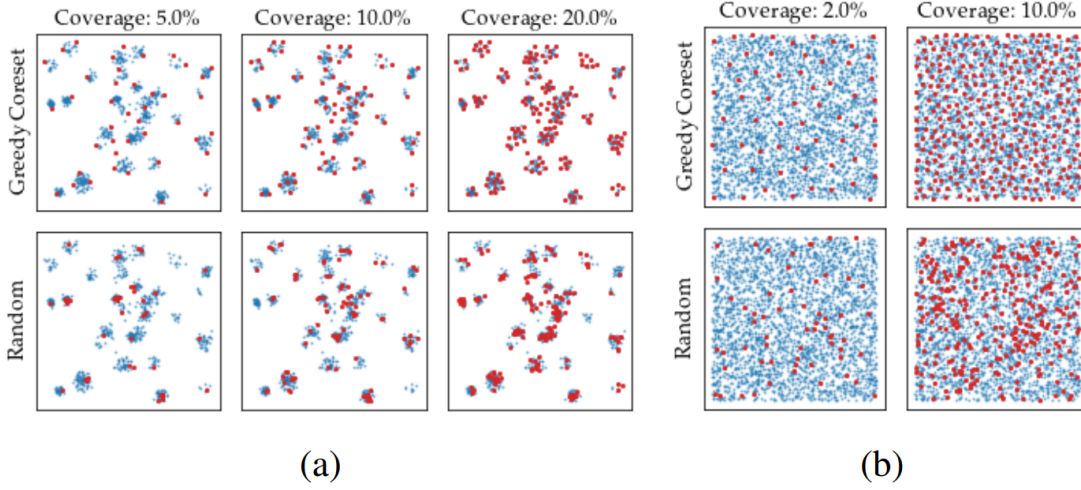 Coverage: 5.0%
Coverage: 10.0%
Coverage: 20.0%
Coverage: 2.0%
Coverage: 10.0%
Greedy Coreset
Greedy Coreset
Random
Random
(a)
(b)